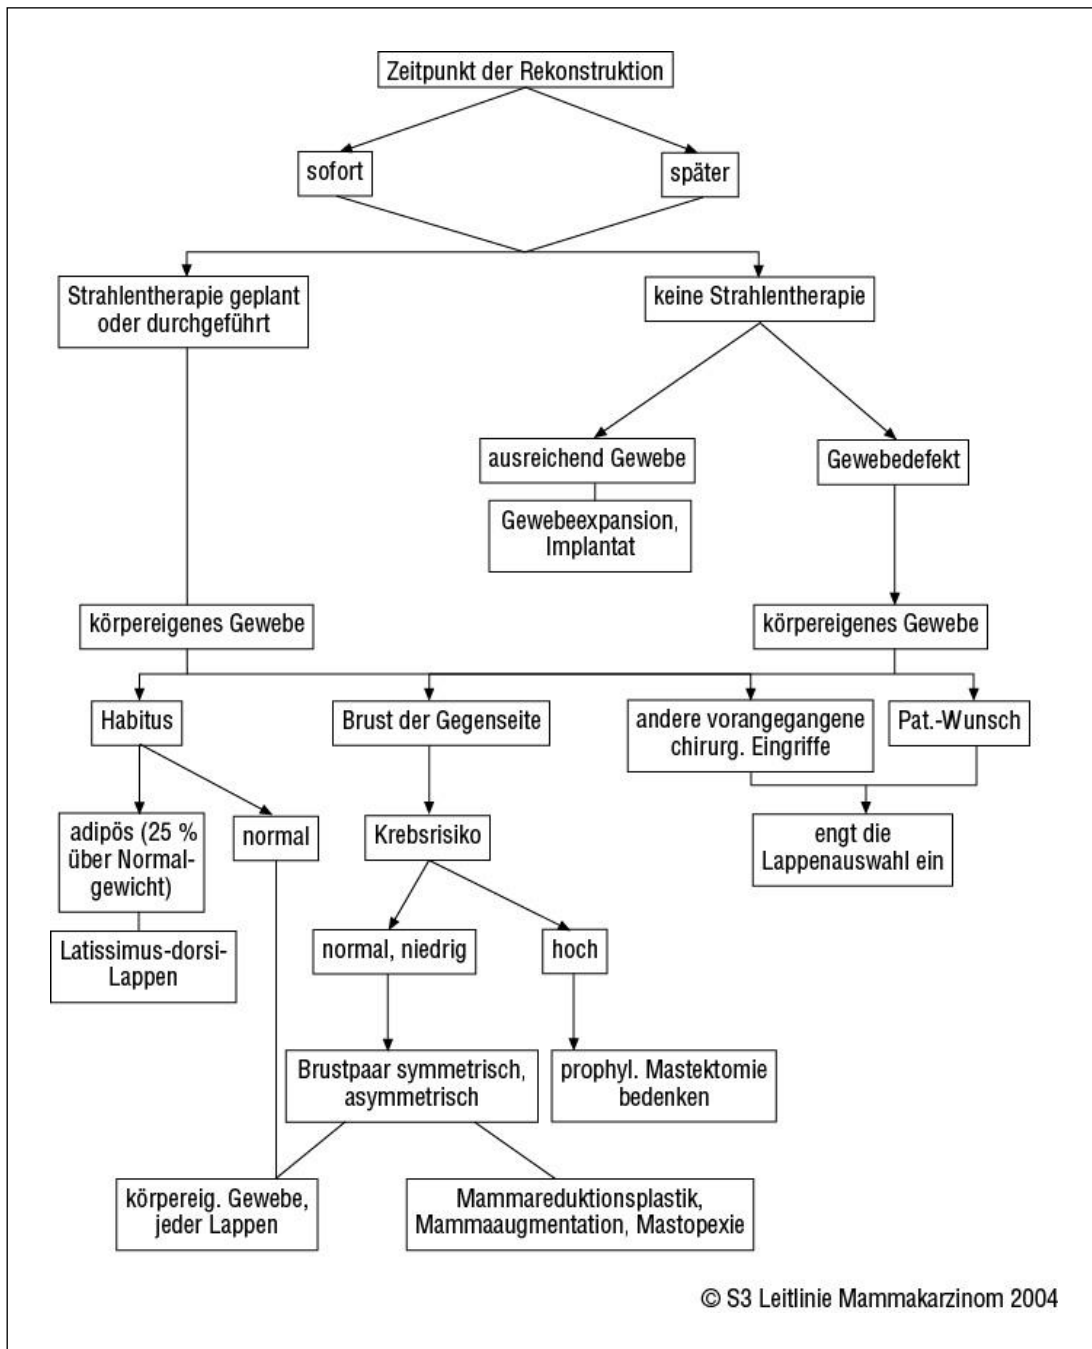 Zeitpunkt der Rekonstruktion
sofort
später
Strahlentherapie geplant
oder durchgeführt
keine Strahlentherapie
ausreichend Gewebe
Gewebedefekt
Gewebeexpansion,
Implantat
körpereigenes Gewebe
körpereigenes Gewebe
Habitus
Brust der Gegenseite
andere vorangegangene
chirurg. Eingriffe
Pat.-Wunsch
adipös (25 %
über Normal-
gewicht)
normal
Krebsrisiko
engt die
Lappenauswahl ein
Latissimus-dorsi-
Lappen
normal, niedrig
hoch
Brustpaar symmetrisch,
asymmetrisch
prophyl. Mastektomie
bedenken
körpereig. Gewebe,
jeder Lappen
Mammareduktionsplastik,
Mammaaugmentation, Mastopexie
© S3 Leitlinie Mammakarzinom 2004